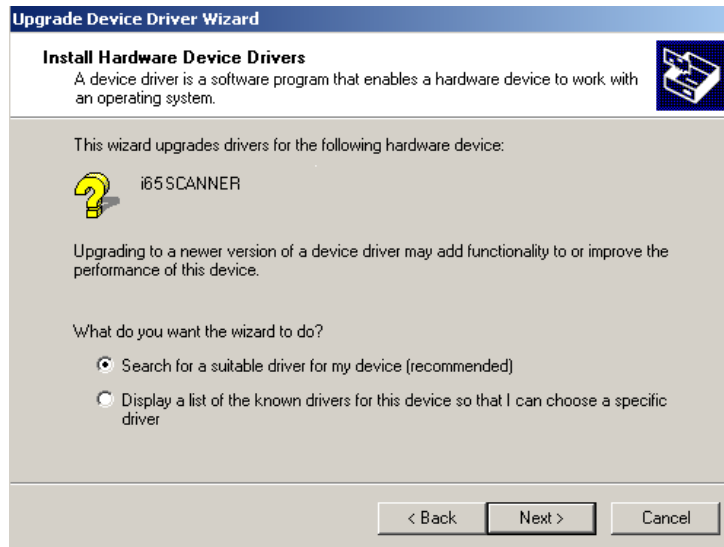 Upgrade Device Driver Wizard
Install Hardware Device Drivers
A device driver is a software program that enables a hardware device to work with
an operating system.
This wizard upgrades drivers for the following hardware device:
i65SCANNER
Upgrading to a newer version of a device driver may add functionality to or improve the
performance of this device.
What do you want the wizard to do?
Search for a suitable driver for my device (recommended)
Display a list of the known drivers for this device so that I can choose a specific
driver
< Back
Next >
Cancel